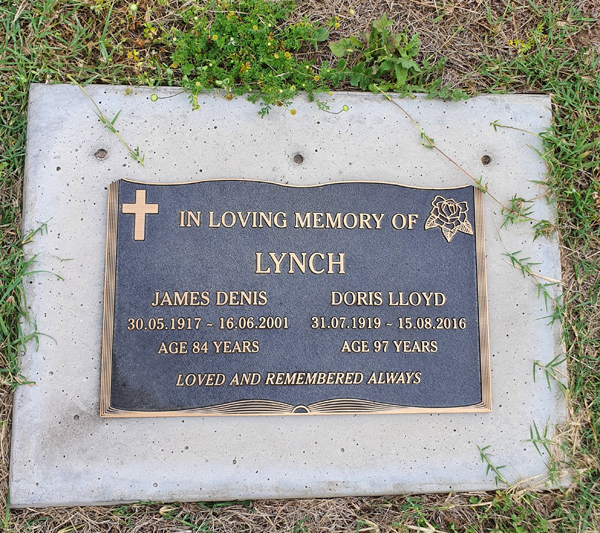 IN LOVING MEMORY OF
LYNCH
JAMES DENIS DORIS LLOYD
30.05.1917 ~ 16.06.2001 31.07.1919 ~ 15.08.2016
AGE 84 YEARS AGE 97 YEARS
LOVED AND REMEMBERED ALWAYS